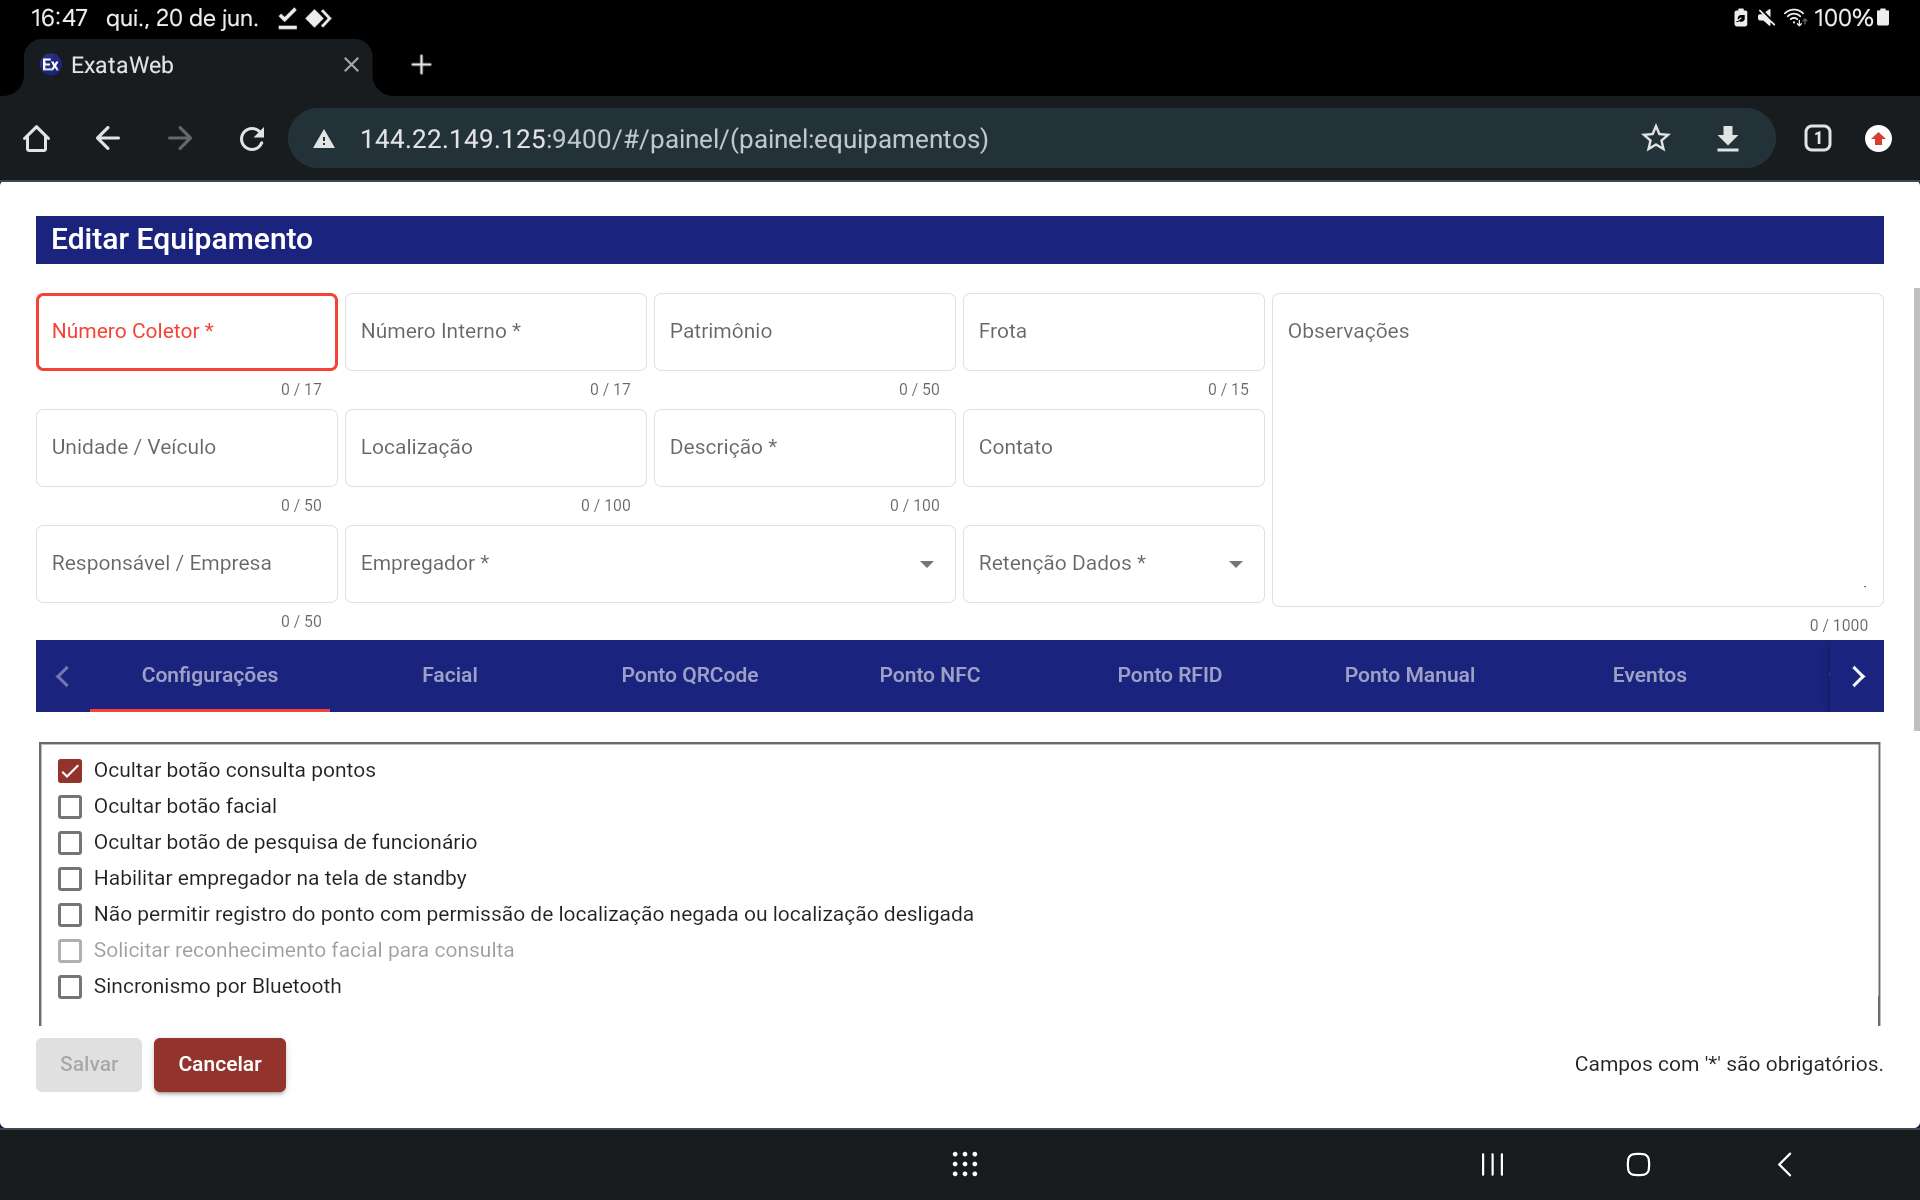 16:47 qui., 20 de jun. 100%
Ex ExataWeb
144.22.149.125:9400/#/painel/(painel:equipamentos) 1
Editar Equipamento
Número Coletor * Número Interno * Patrimônio Frota Observações
0 / 17 0 / 17 0 / 50 0 / 15
Unidade / Veículo Localização Descrição * Contato
0 / 50 0 / 100 0 / 100
Responsável / Empresa Empregador * Retenção Dados *
0 / 50 0 / 1000
Configurações Facial Ponto QRCode Ponto NFC Ponto RFID Ponto Manual Eventos
Ocultar botão consulta pontos
Ocultar botão facial
Ocultar botão de pesquisa de funcionário
Habilitar empregador na tela de standby
Não permitir registro do ponto com permissão de localização negada ou localização desligada
Solicitar reconhecimento facial para consulta
Sincronismo por Bluetooth
Salvar Cancelar Campos com '*' são obrigatórios.